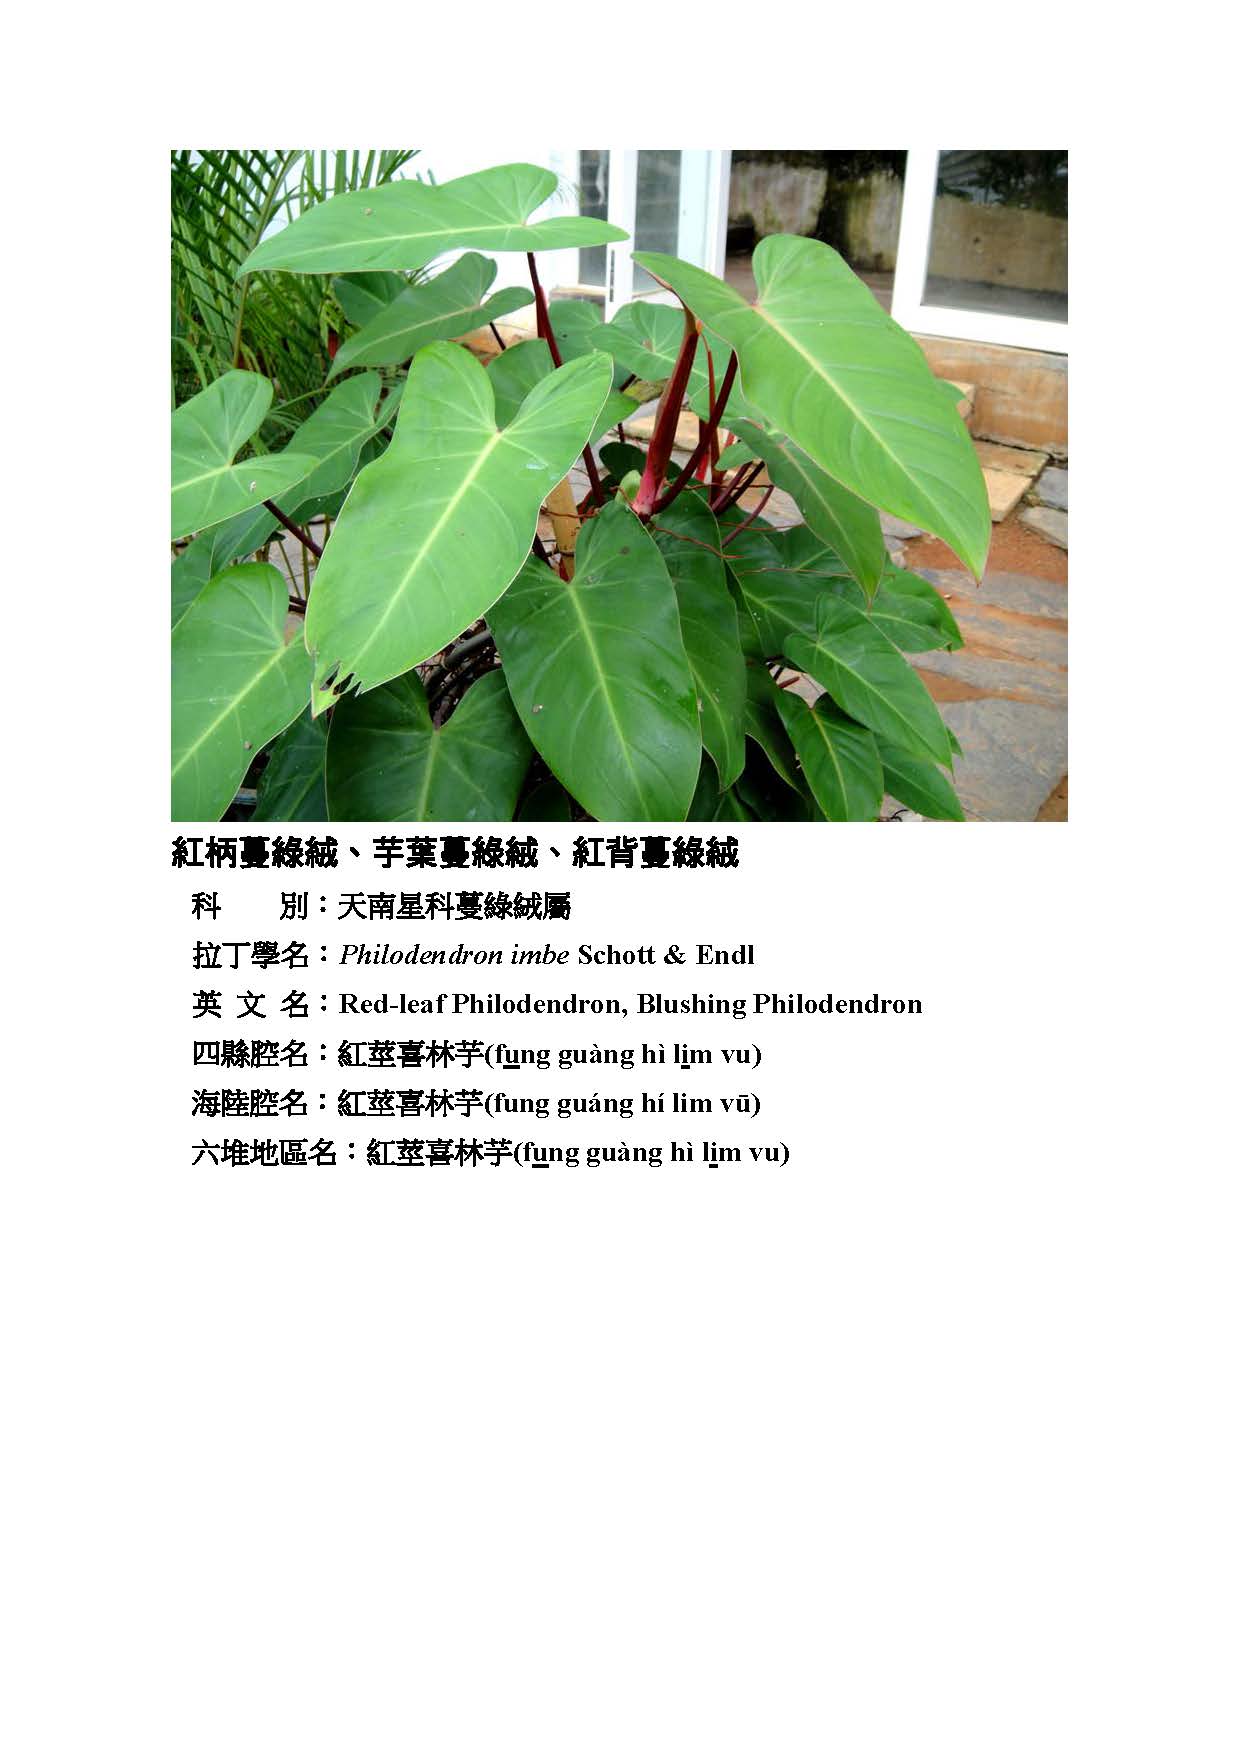 紅柄蔓綠絨、芋葉蔓綠絨、紅背蔓綠絨
科　　別：天南星科蔓綠絨屬
拉丁學名：Philodendron imbe Schott & Endl
英 文 名：Red-leaf Philodendron, Blushing Philodendron
四縣腔名：紅莖喜林芋(fu̲ng guàng hì li̲m vu)
海陸腔名：紅莖喜林芋(fung guáng hí lim vū)
六堆地區名：紅莖喜林芋(fu̲ng guàng hì li̲m vu)